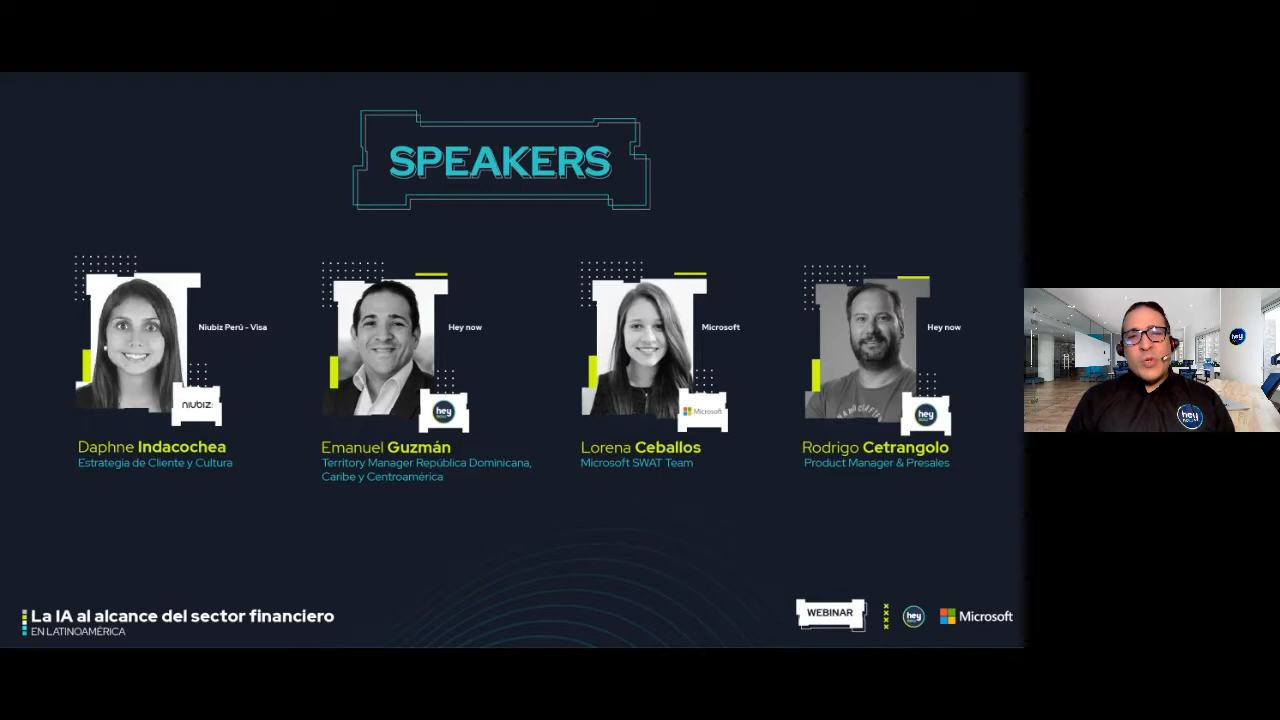 SPEAKERS
Niubiz Perú - Visa
niubiz:
Daphne Indacochea
Estrategia de Cliente y Cultura
Hey now
hey
Emanuel Guzmán
Territory Manager República Dominicana,
Caribe y Centroamérica
Microsoft
Microsoft
Lorena Ceballos
Microsoft SWAT Team
Hey now
hey
Rodrigo Cetrangolo
Product Manager & Presales
hey
hey
La IA al alcance del sector financiero
EN LATINOAMÉRICA
WEBINAR
hey
Microsoft